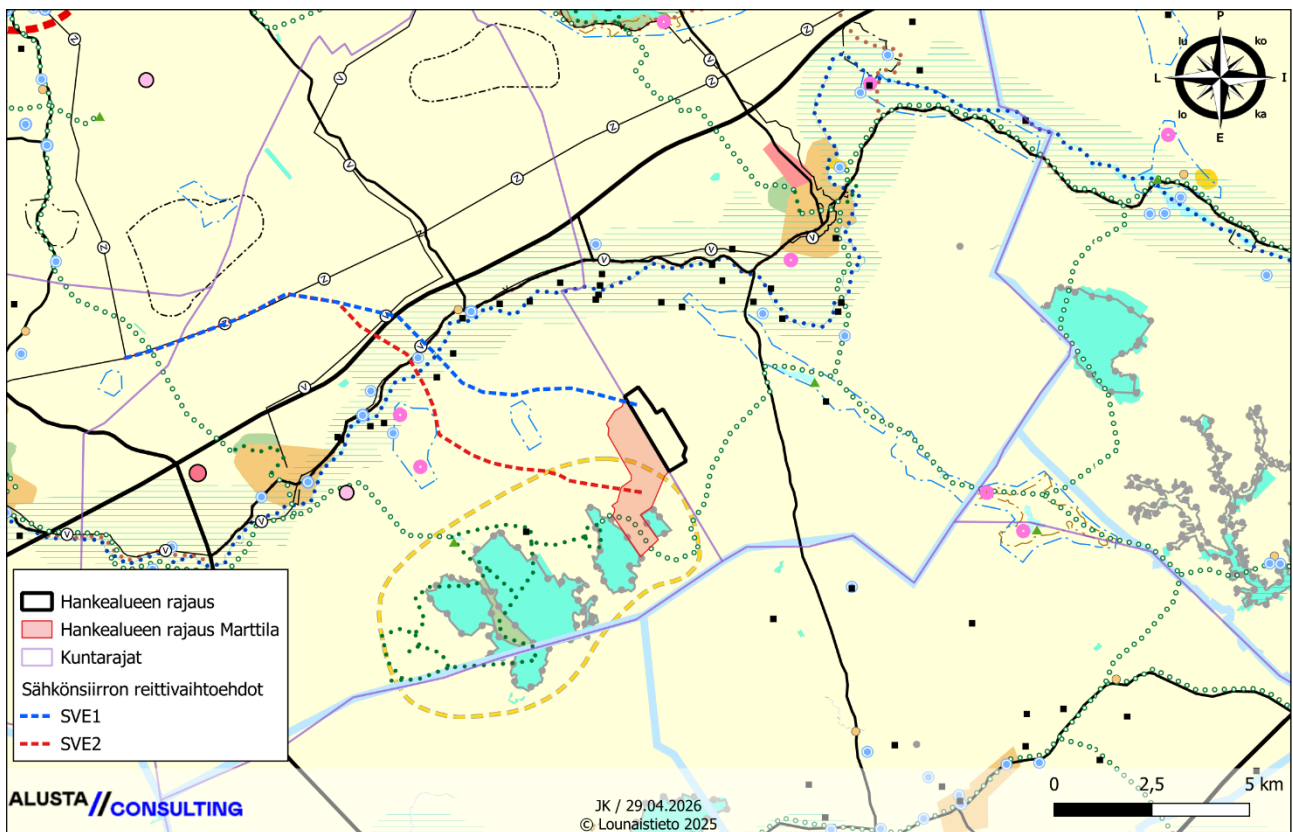 P
lu ko
L I
lo ka
E
Z
Z
Z
Z
Z
Z
Z
Z
Z
Z
V
V
V
V
V
V
V
V
V
V
V
V
Hankealueen rajaus
Hankealueen rajaus Marttila
Kuntarajat
Sähkönsiirron reittivaihtoehdot
SVE1
SVE2
ALUSTA//CONSULTING
JK / 29.04.2026
© Lounaistieto 2025
0 2,5 5 km